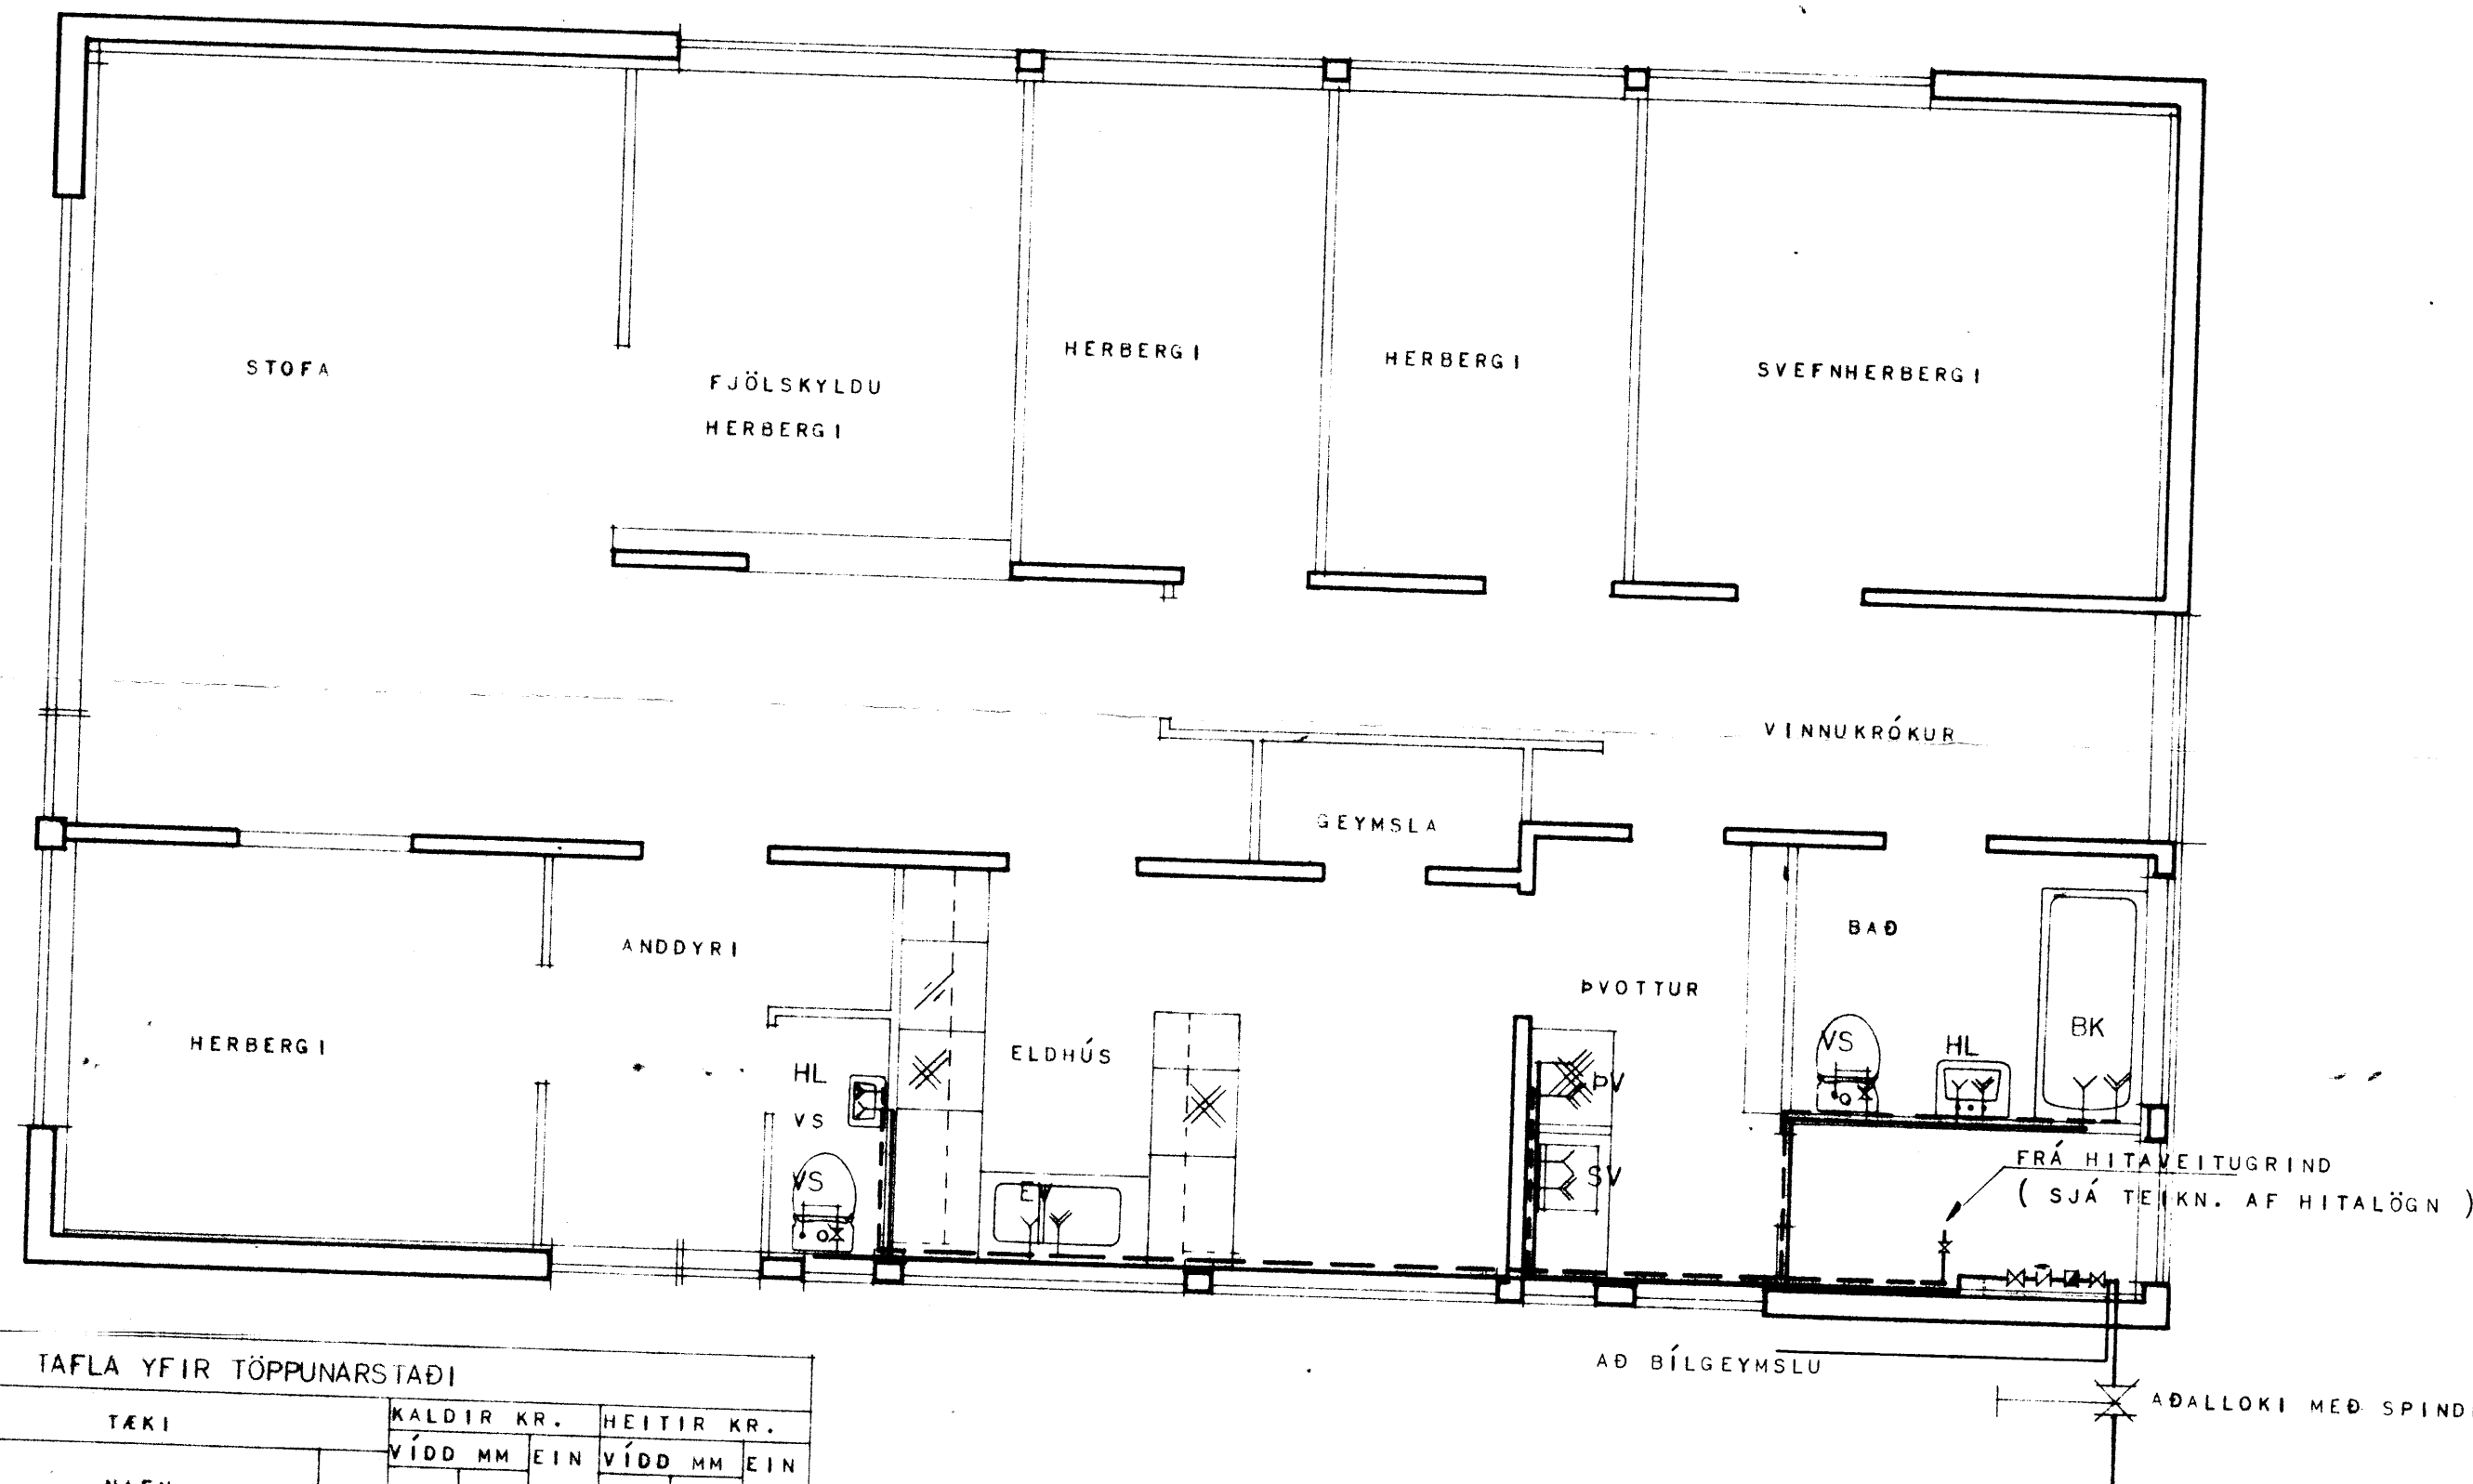 STOFA
FJÖLSKYLDU
HERBERGI
HERBERGI
HERBERGI
SVEFNHERBERGI
VINNUKRÓKUR
GEYMSLA
ANDDYRI
BAÐ
ÞVOTTUR
HERBERGI
ELDHÚS
HL
VS
VS
EV
ÞV
SV
VS
HL
BK
FRÁ HITAVEITUGRIND
( SJÁ TEIKN. AF HITALÖGN )
AÐ BÍLGEYMSLU
AÐALLOKI MEÐ SPIND
TAFLA YFIR TÖPPUNARSTAÐI
TÆKI
KALDIR KR.
HEITIR KR.
VÍDD MM
EIN
VÍDD MM
EIN